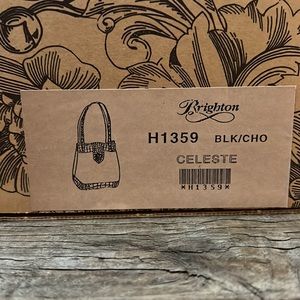 Brighton
H1359 BLK/CHO
CELESTE
*H1359*